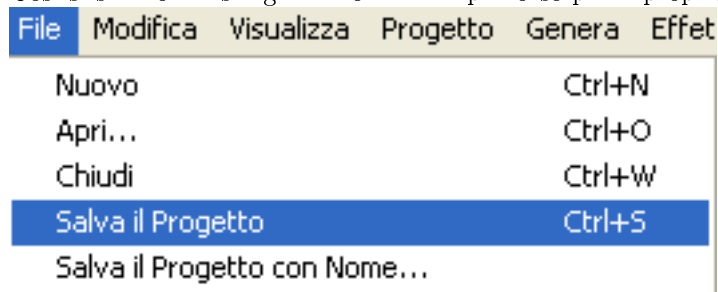 File Modifica Visualizza Progetto Genera Effet
Nuovo Ctrl+N
Apri... Ctrl+O
Chiudi Ctrl+W
Salva il Progetto Ctrl+S
Salva il Progetto con Nome...